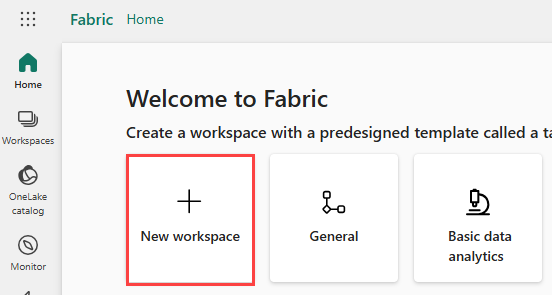 Fabric Home
Home
Workspaces
OneLake
catalog
Monitor
Welcome to Fabric
Create a workspace with a predesigned template called a
New workspace
General
Basic data
analytics